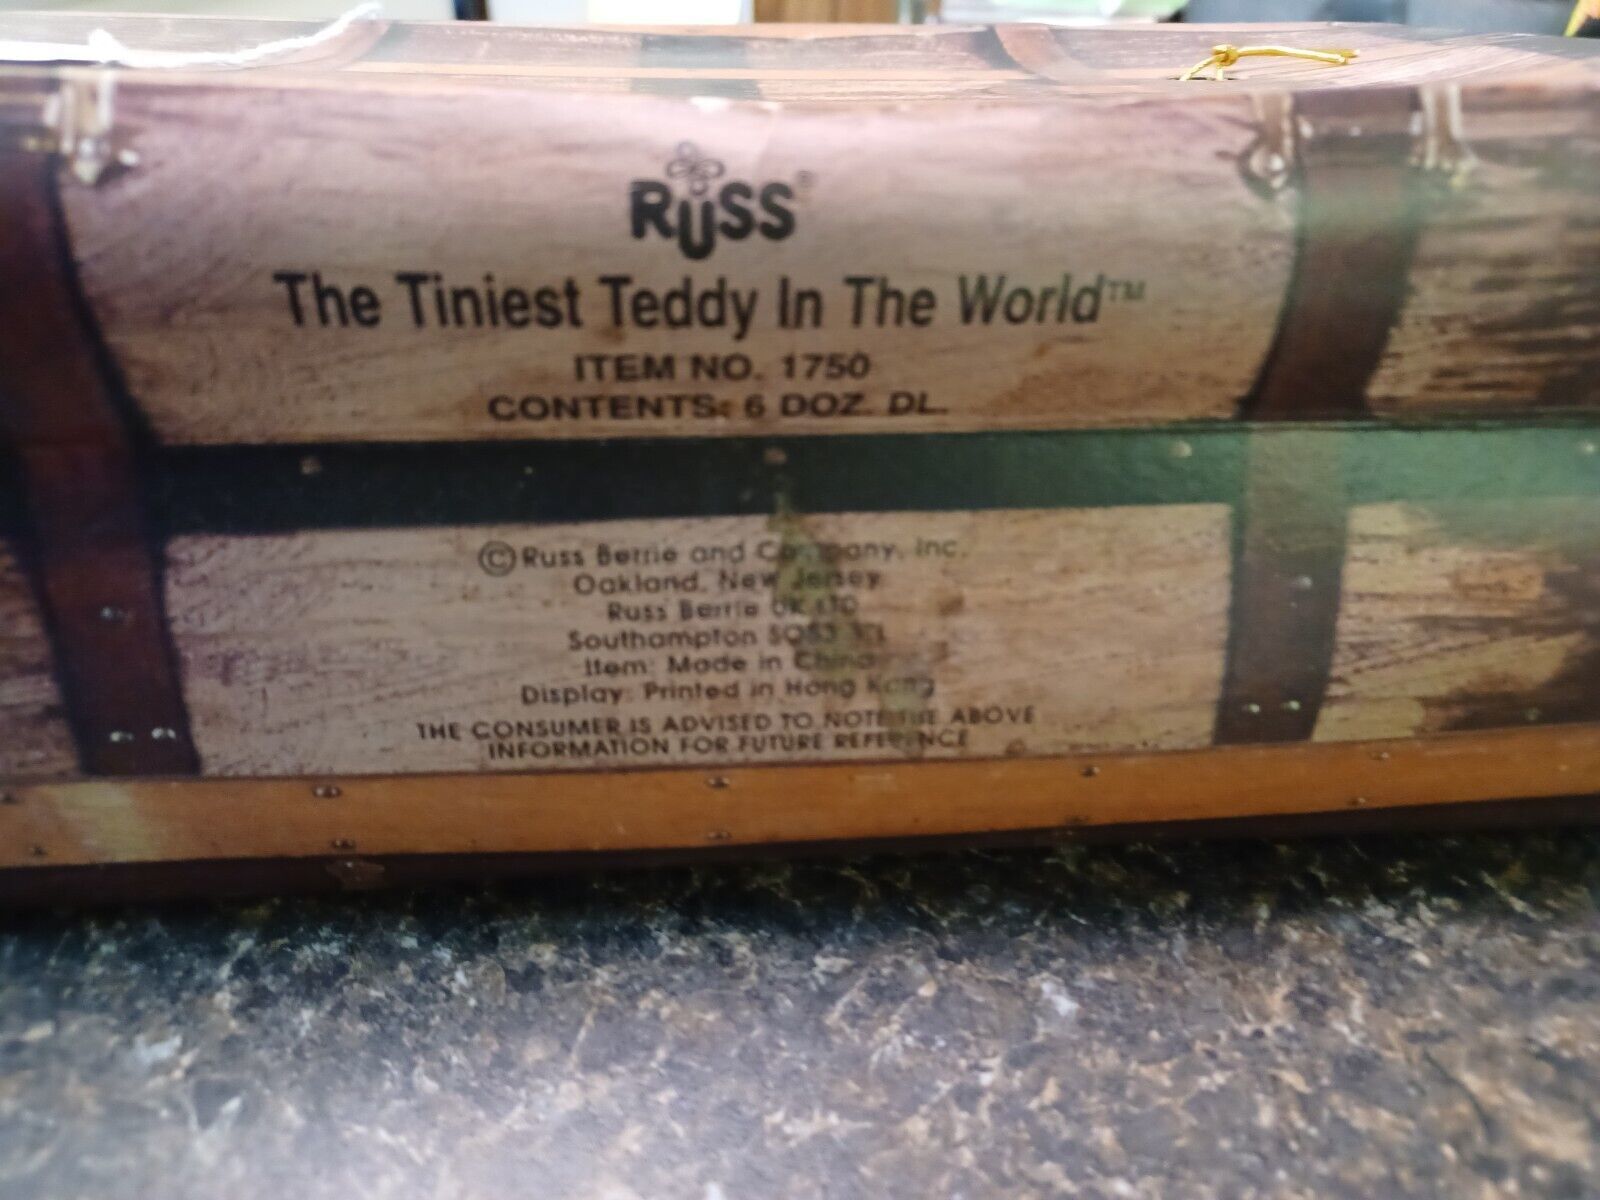 RUSS®
The Tiniest Teddy In The World™
ITEM NO. 1750
CONTENTS: 6 DOZ. DL.
©Russ Berrie and Company, Inc.
Oakland, New Jersey
Russ Berrie UK LTD
Southampton
Item: Made in China
Display: Printed in Hong Kong
THE CONSUMER IS ADVISED TO NOTE THE ABOVE
INFORMATION FOR FUTURE REFERENCE